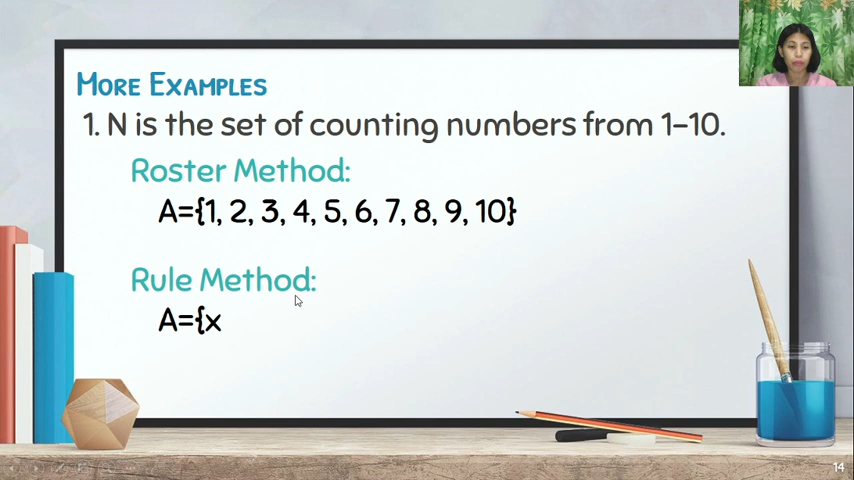 MORE EXAMPLES
1. N is the set of counting numbers from 1-10.
Roster Method:
A={1, 2, 3, 4, 5, 6, 7, 8, 9, 10}
Rule Method:
A={x
14